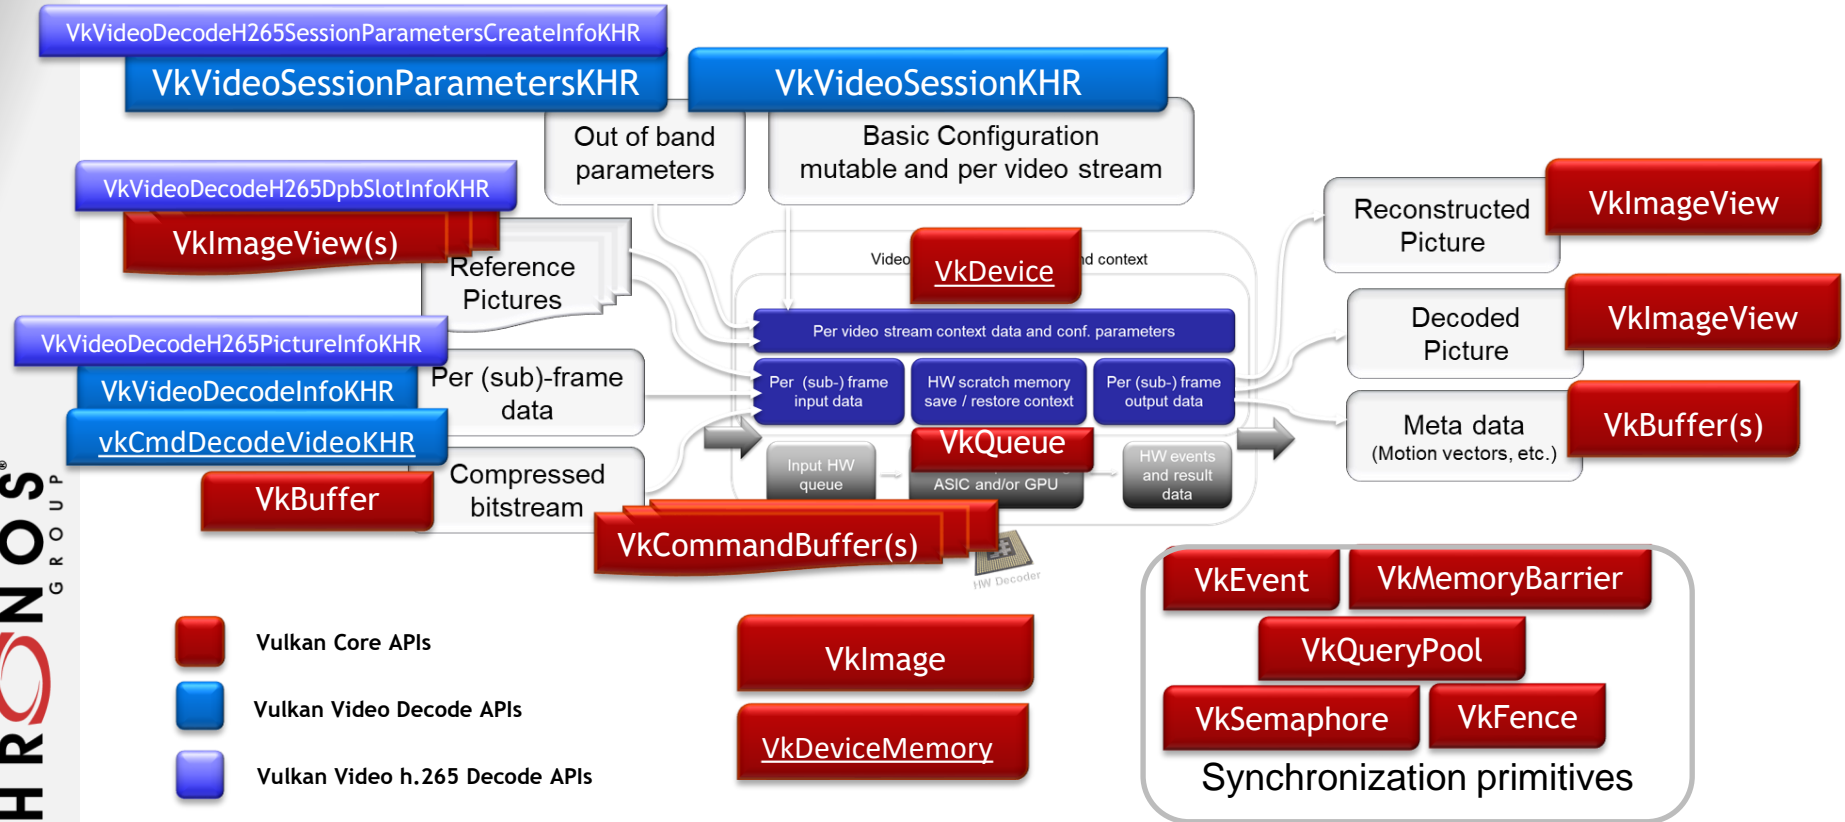 VkVideoDecodeH265SessionParametersCreateInfoKHR
VkVideoSessionParametersKHR
VkVideoSessionKHR
Out of band
parameters
Basic Configuration
mutable and per video stream
VkVideoDecodeH265DpbSlotInfoKHR
VkImageView(s)
Reference
Pictures
Video
VkDevice
context
Reconstructed
Picture
VkImageView
VkVideoDecodeH265PictureInfoKHR
Per video stream context data and conf. parameters
Decoded
Picture
VkImageView
VkVideoDecodeInfoKHR
Per (sub)-frame
data
Per (sub-) frame
input data
HW scratch memory
save / restore context
Per (sub-) frame
output data
vkCmdDecodeVideoKHR
VkQueue
Meta data
(Motion vectors, etc.)
VkBuffer(s)
VkBuffer
Compressed
bitstream
Input HW
queue
ASIC and/or GPU
HW events
and result
data
VkCommandBuffer(s)
HW Decoder
VkEvent
VkMemoryBarrier
VkQueryPool
VkSemaphore
VkFence
Synchronization primitives
Vulkan Core APIs
Vulkan Video Decode APIs
Vulkan Video h.265 Decode APIs
VkImage
VkDeviceMemory
HRONOS
GROUP